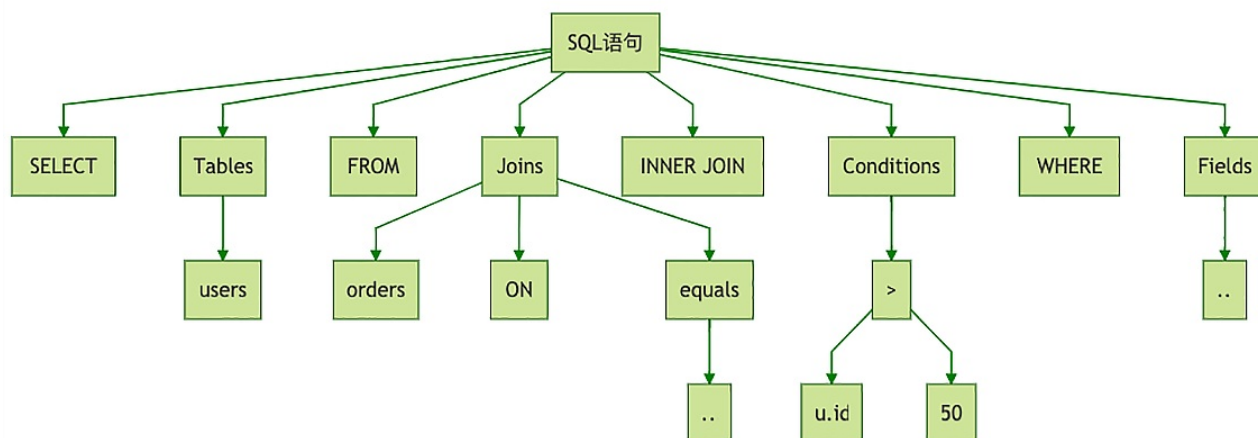 SQL语句
SELECT
Tables
FROM
Joins
INNER JOIN
Conditions
WHERE
Fields
users
orders
ON
equals
>
..
..
u.id
50